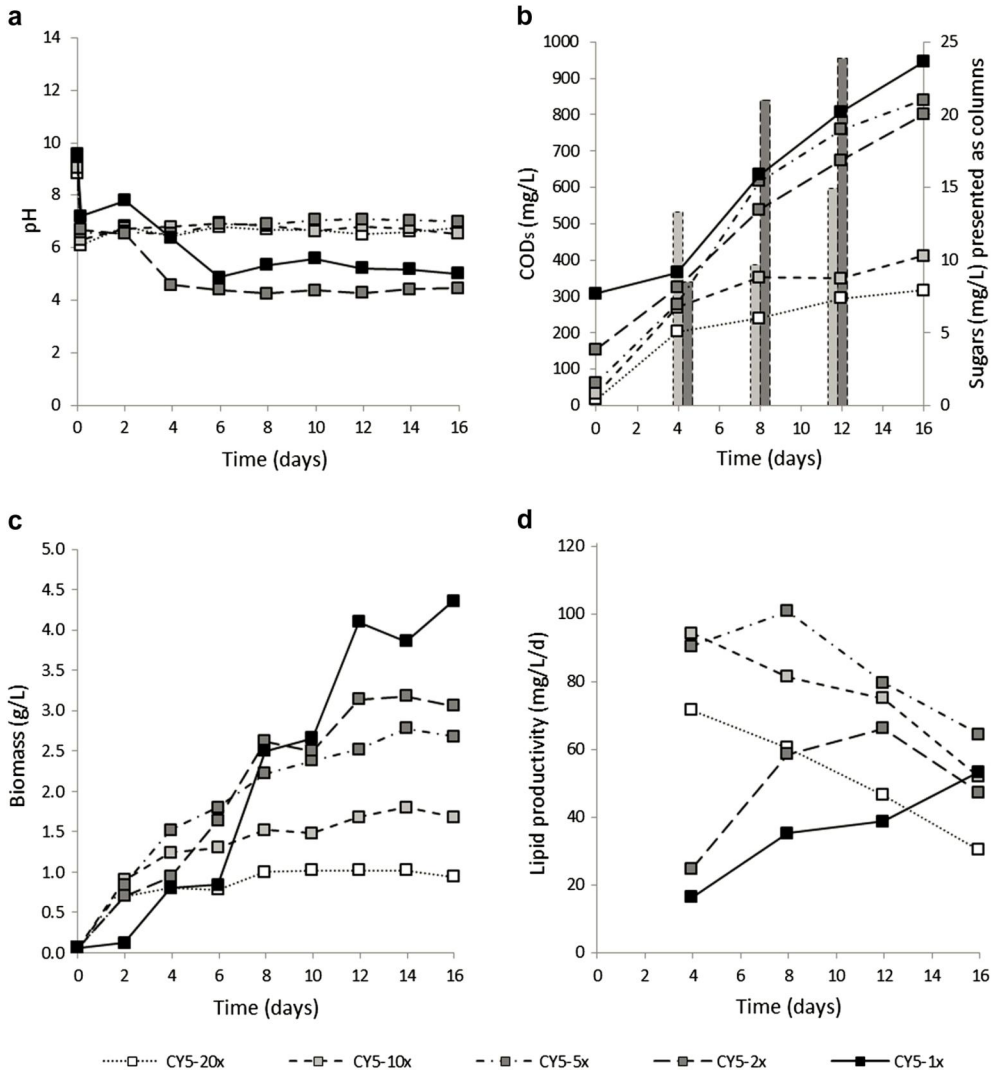 a
pH
14
12
10
8
6
4
2
0
0 2 4 6 8 10 12 14 16
Time (days)
b
CODs (mg/L)
1000
900
800
700
600
500
400
300
200
100
0
25
20
15
10
5
0
Sugars (mg/L) presented as columns
0 2 4 6 8 10 12 14 16
Time (days)
c
Biomass (g/L)
5.0
4.5
4.0
3.5
3.0
2.5
2.0
1.5
1.0
0.5
0.0
0 2 4 6 8 10 12 14 16
Time (days)
d
Lipid productivity (mg/L/d)
120
100
80
60
40
20
0
0 2 4 6 8 10 12 14 16
Time (days)
CY5-20x CY5-10x CY5-5x CY5-2x CY5-1x